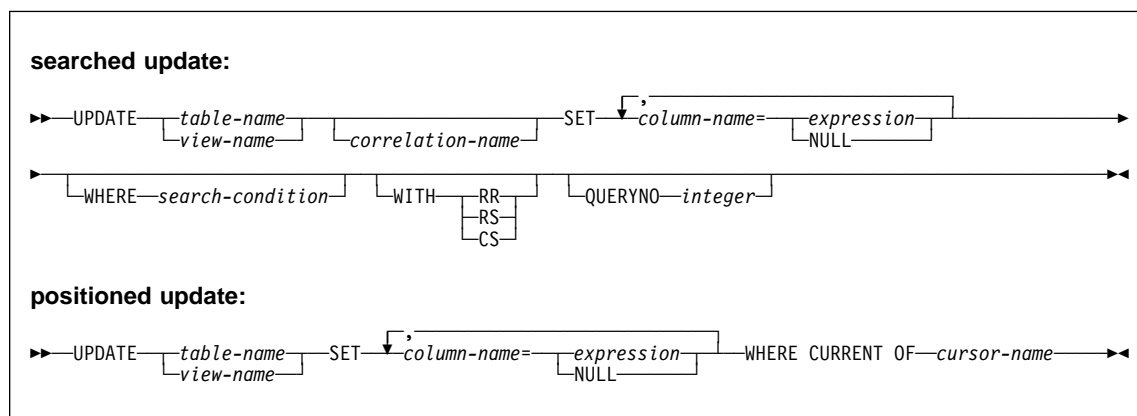 searched update:
,
UPDATE table-name SET column-name= expression
view-name correlation-name NULL
WHERE search-condition WITH RR QUERYNO integer
RS
CS
positioned update:
,
UPDATE table-name SET column-name= expression WHERE CURRENT OF cursor-name
view-name NULL